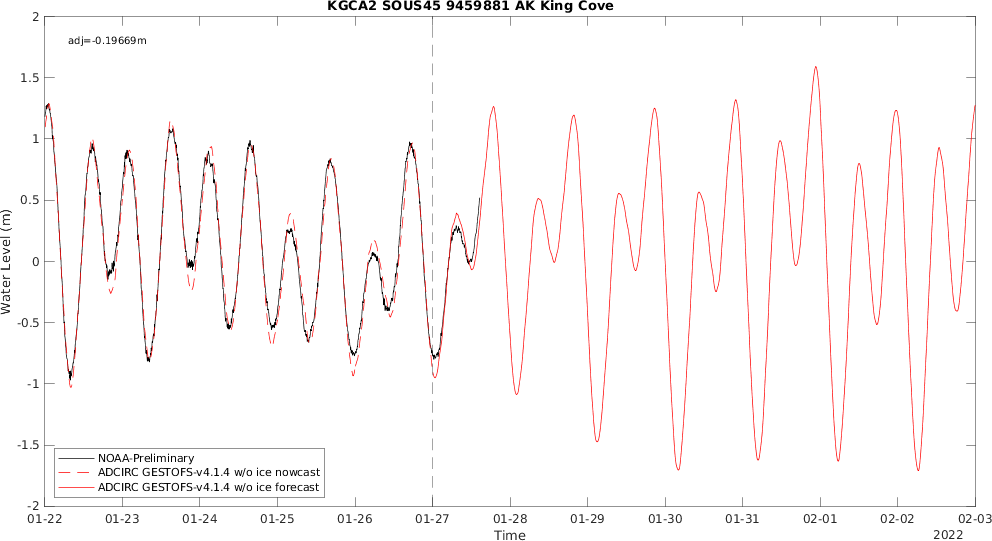 KGCA2 SOUS45 9459881 AK King Cove
adj=-0.19669m
2
1.5
1
0.5
0
-0.5
-1
-1.5
-2
Water Level (m)
NOAA-Preliminary
ADCIRC GESTOFS-v4.1.4 w/o ice nowcast
ADCIRC GESTOFS-v4.1.4 w/o ice forecast
01-22 01-23 01-24 01-25 01-26 01-27 01-28 01-29 01-30 01-31 02-01 02-02 02-03
Time
2022